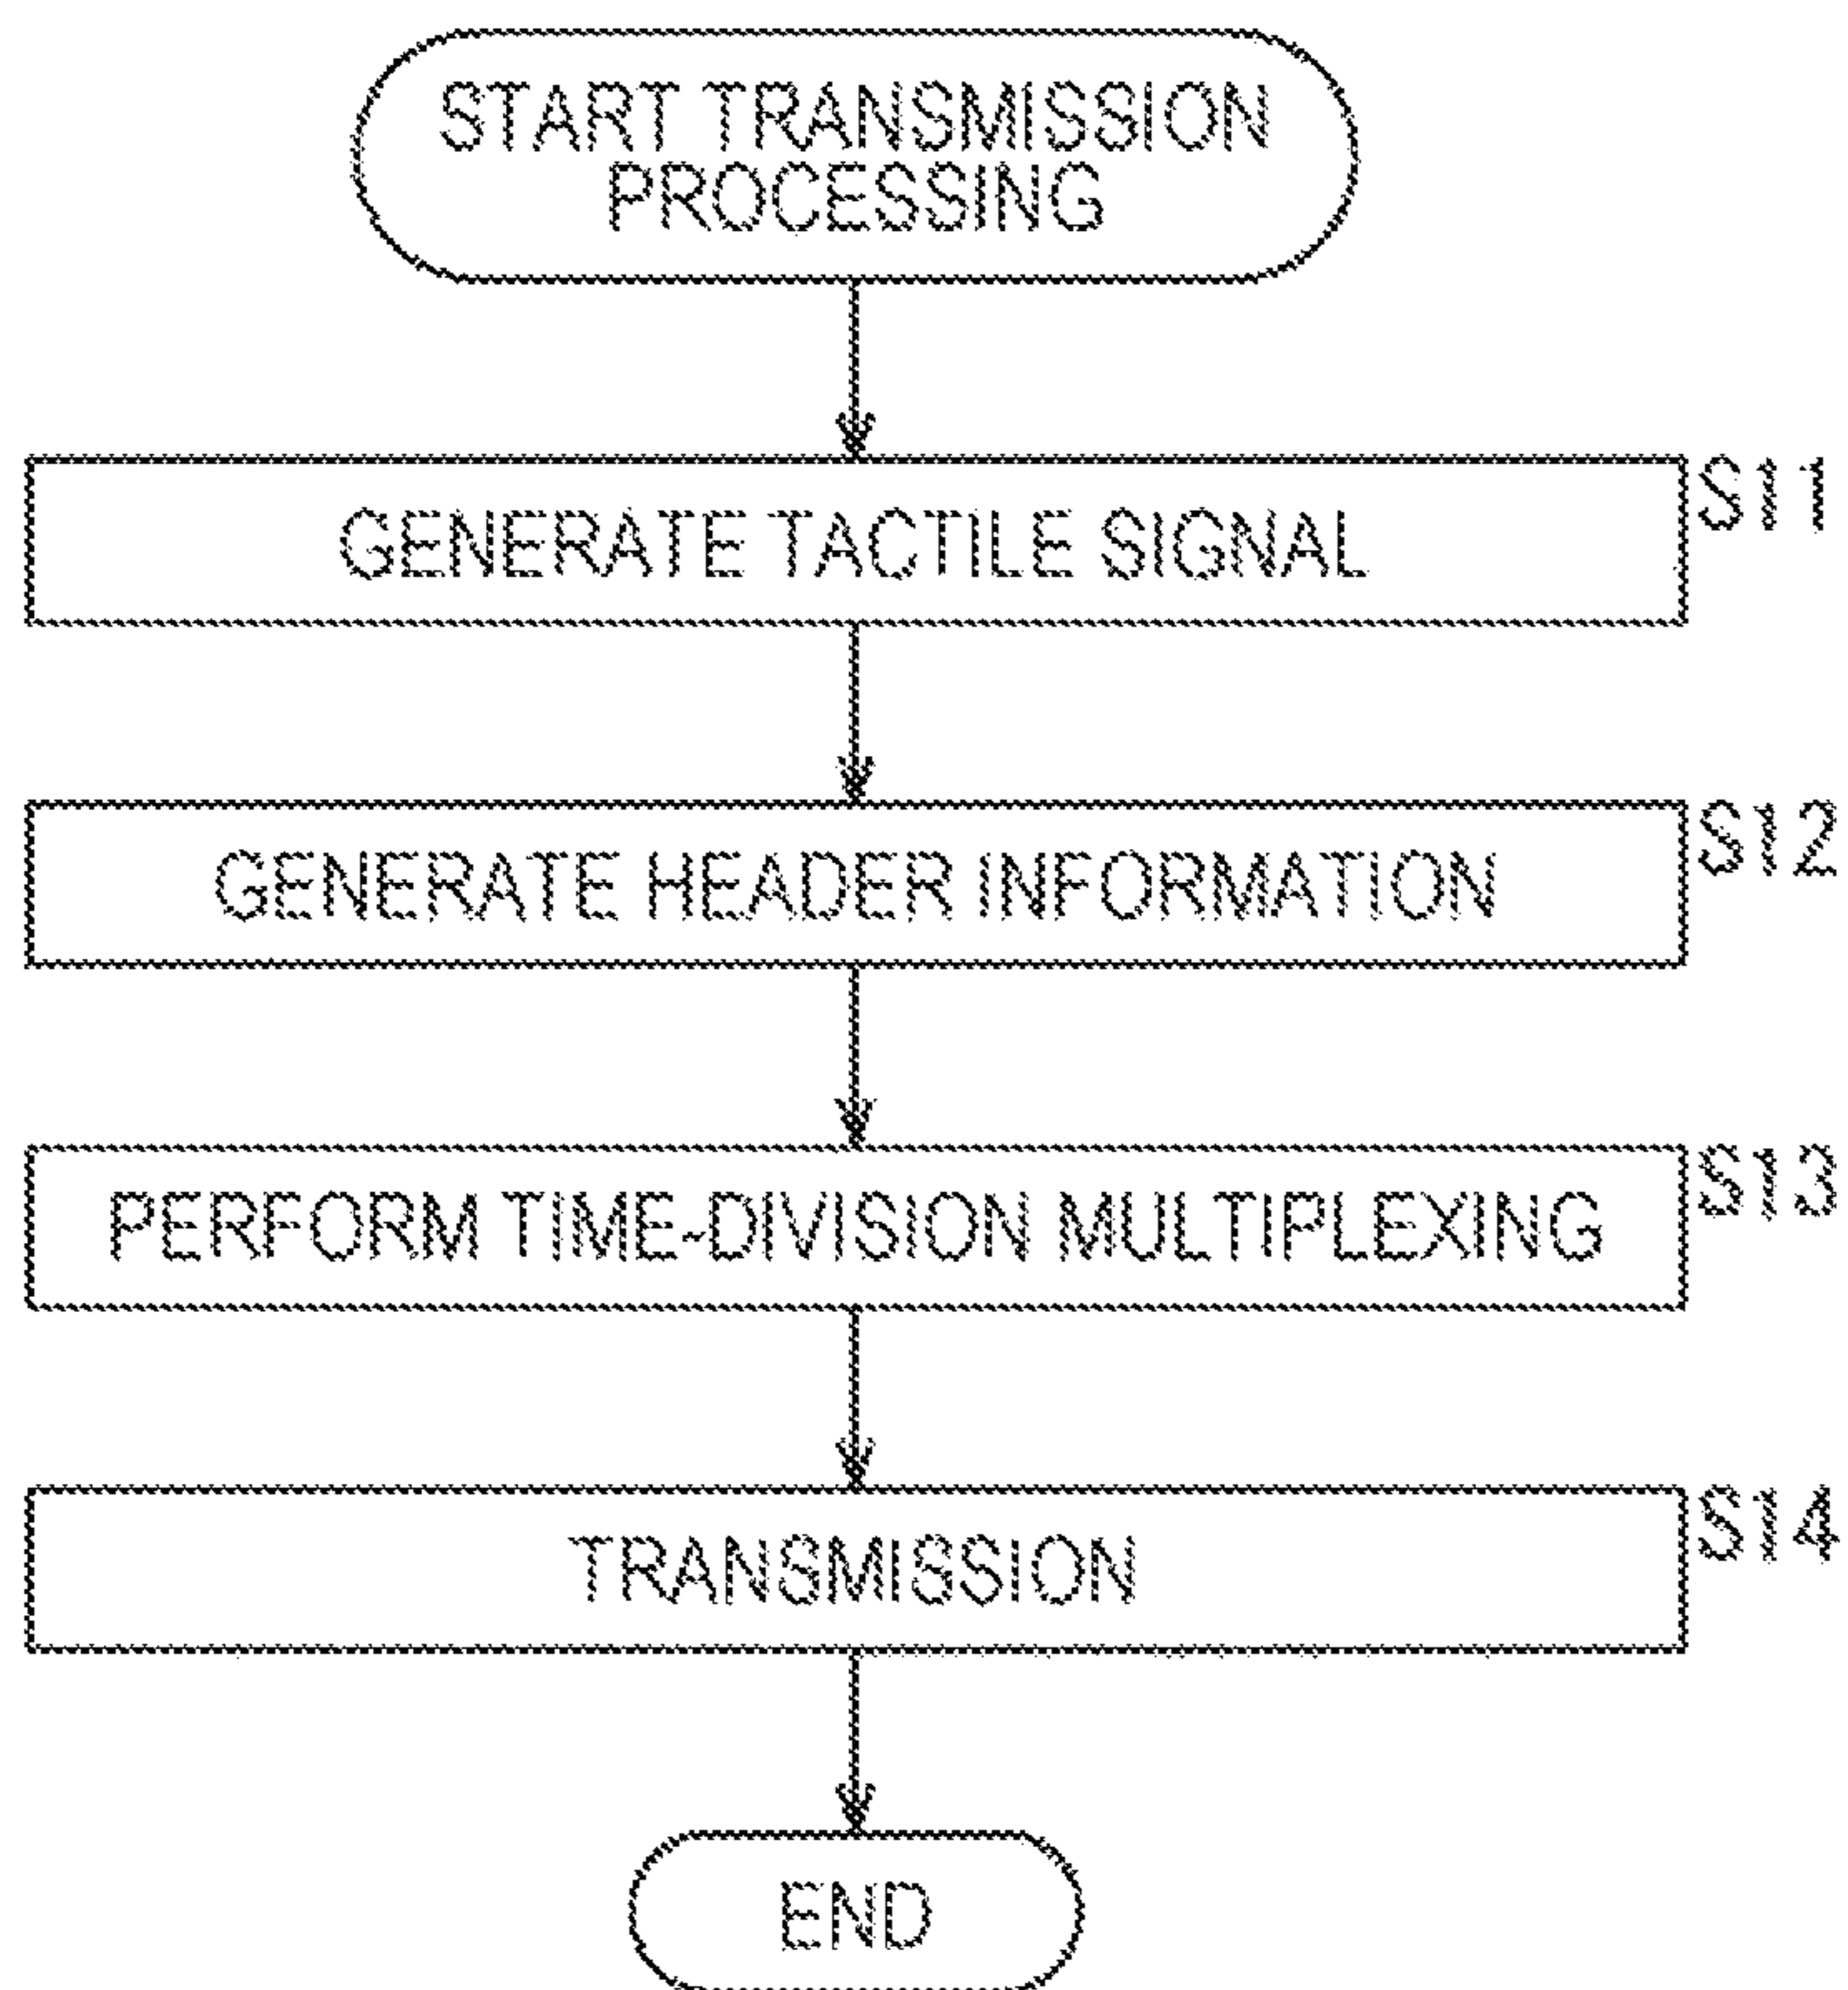 START TRANSMISSION
PROCESSING
GENERATE TACTILE SIGNAL
S11
GENERATE HEADER INFORMATION
S12
PERFORM TIME-DIVISION MULTIPLEXING
S13
TRANSMISSION
S14
END